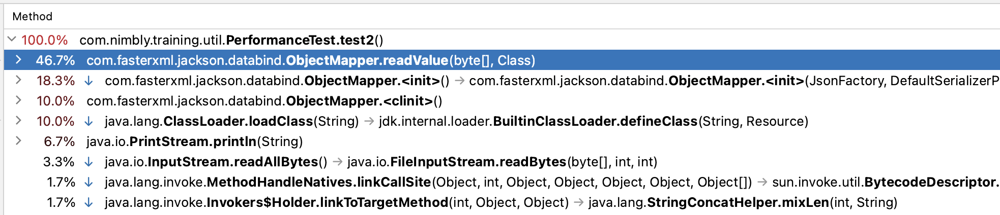 Method
100.0% com.nimbly.training.util.PerformanceTest.test2()
46.7% com.fasterxml.jackson.databind.ObjectMapper.readValue(byte[], Class)
18.3% ↓ com.fasterxml.jackson.databind.ObjectMapper.<init>() → com.fasterxml.jackson.databind.ObjectMapper.<init>(JsonFactory, DefaultSerializerP
10.0% com.fasterxml.jackson.databind.ObjectMapper.<clinit>()
10.0% ↓ java.lang.ClassLoader.loadClass(String) → jdk.internal.loader.BuiltinClassLoader.defineClass(String, Resource)
6.7% java.io.PrintStream.println(String)
3.3% ↓ java.io.InputStream.readAllBytes() → java.io.FileInputStream.readBytes(byte[], int, int)
1.7% ↓ java.lang.invoke.MethodHandleNatives.linkCallSite(Object, int, Object, Object, Object, Object, Object[]) → sun.invoke.util.BytecodeDescriptor.
1.7% ↓ java.lang.invoke.Invokers$Holder.linkToTargetMethod(int, Object, Object) → java.lang.StringConcatHelper.mixLen(int, String)